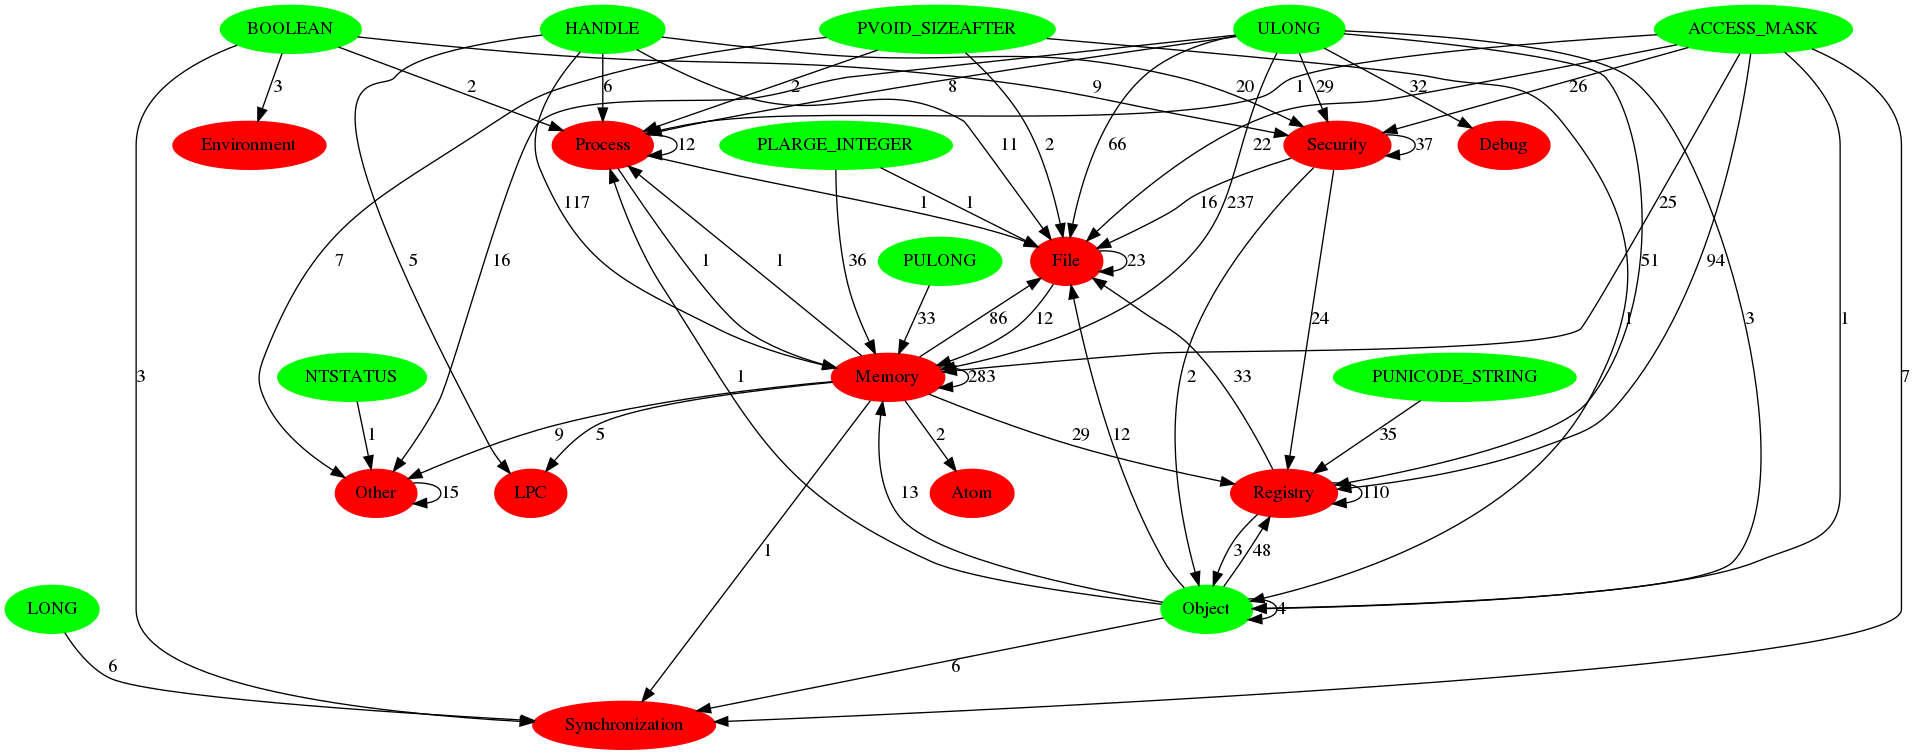 BOOLEAN HANDLE PVOID_SIZEAFTER ULONG ACCESS_MASK
3 2 6 2 8 9 20 29 32 1 26
Environment Process PLARGE_INTEGER Security Debug
12 11 2 66 22 37
117 1 1 16 237 25
7 5 16 1 1 36 PULONG File 23 51 94
33 86 12 24 1 3 1
NTSTATUS Memory 283 2 33 PUNICODE_STRING
3 1 7
1 9 5 2 29 12 35
Other 15 LPC 13 Atom Registry 110
1 3 48
LONG Object 4
6 6
Synchronization